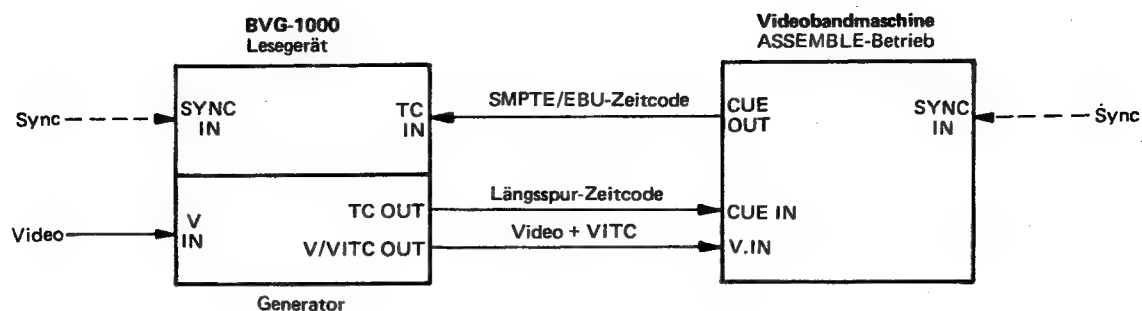 BVG-1000
Lesegerät
Videobandmaschine
ASSEMBLE-Betrieb
Sync
SYNC
IN
TC
IN
SMPTE/EBU-Zeitcode
CUE
OUT
SYNC
IN
Sync
Video
V
IN
TC OUT
V/VITC OUT
Längsspur-Zeitcode
Video + VITC
CUE IN
V.IN
Generator